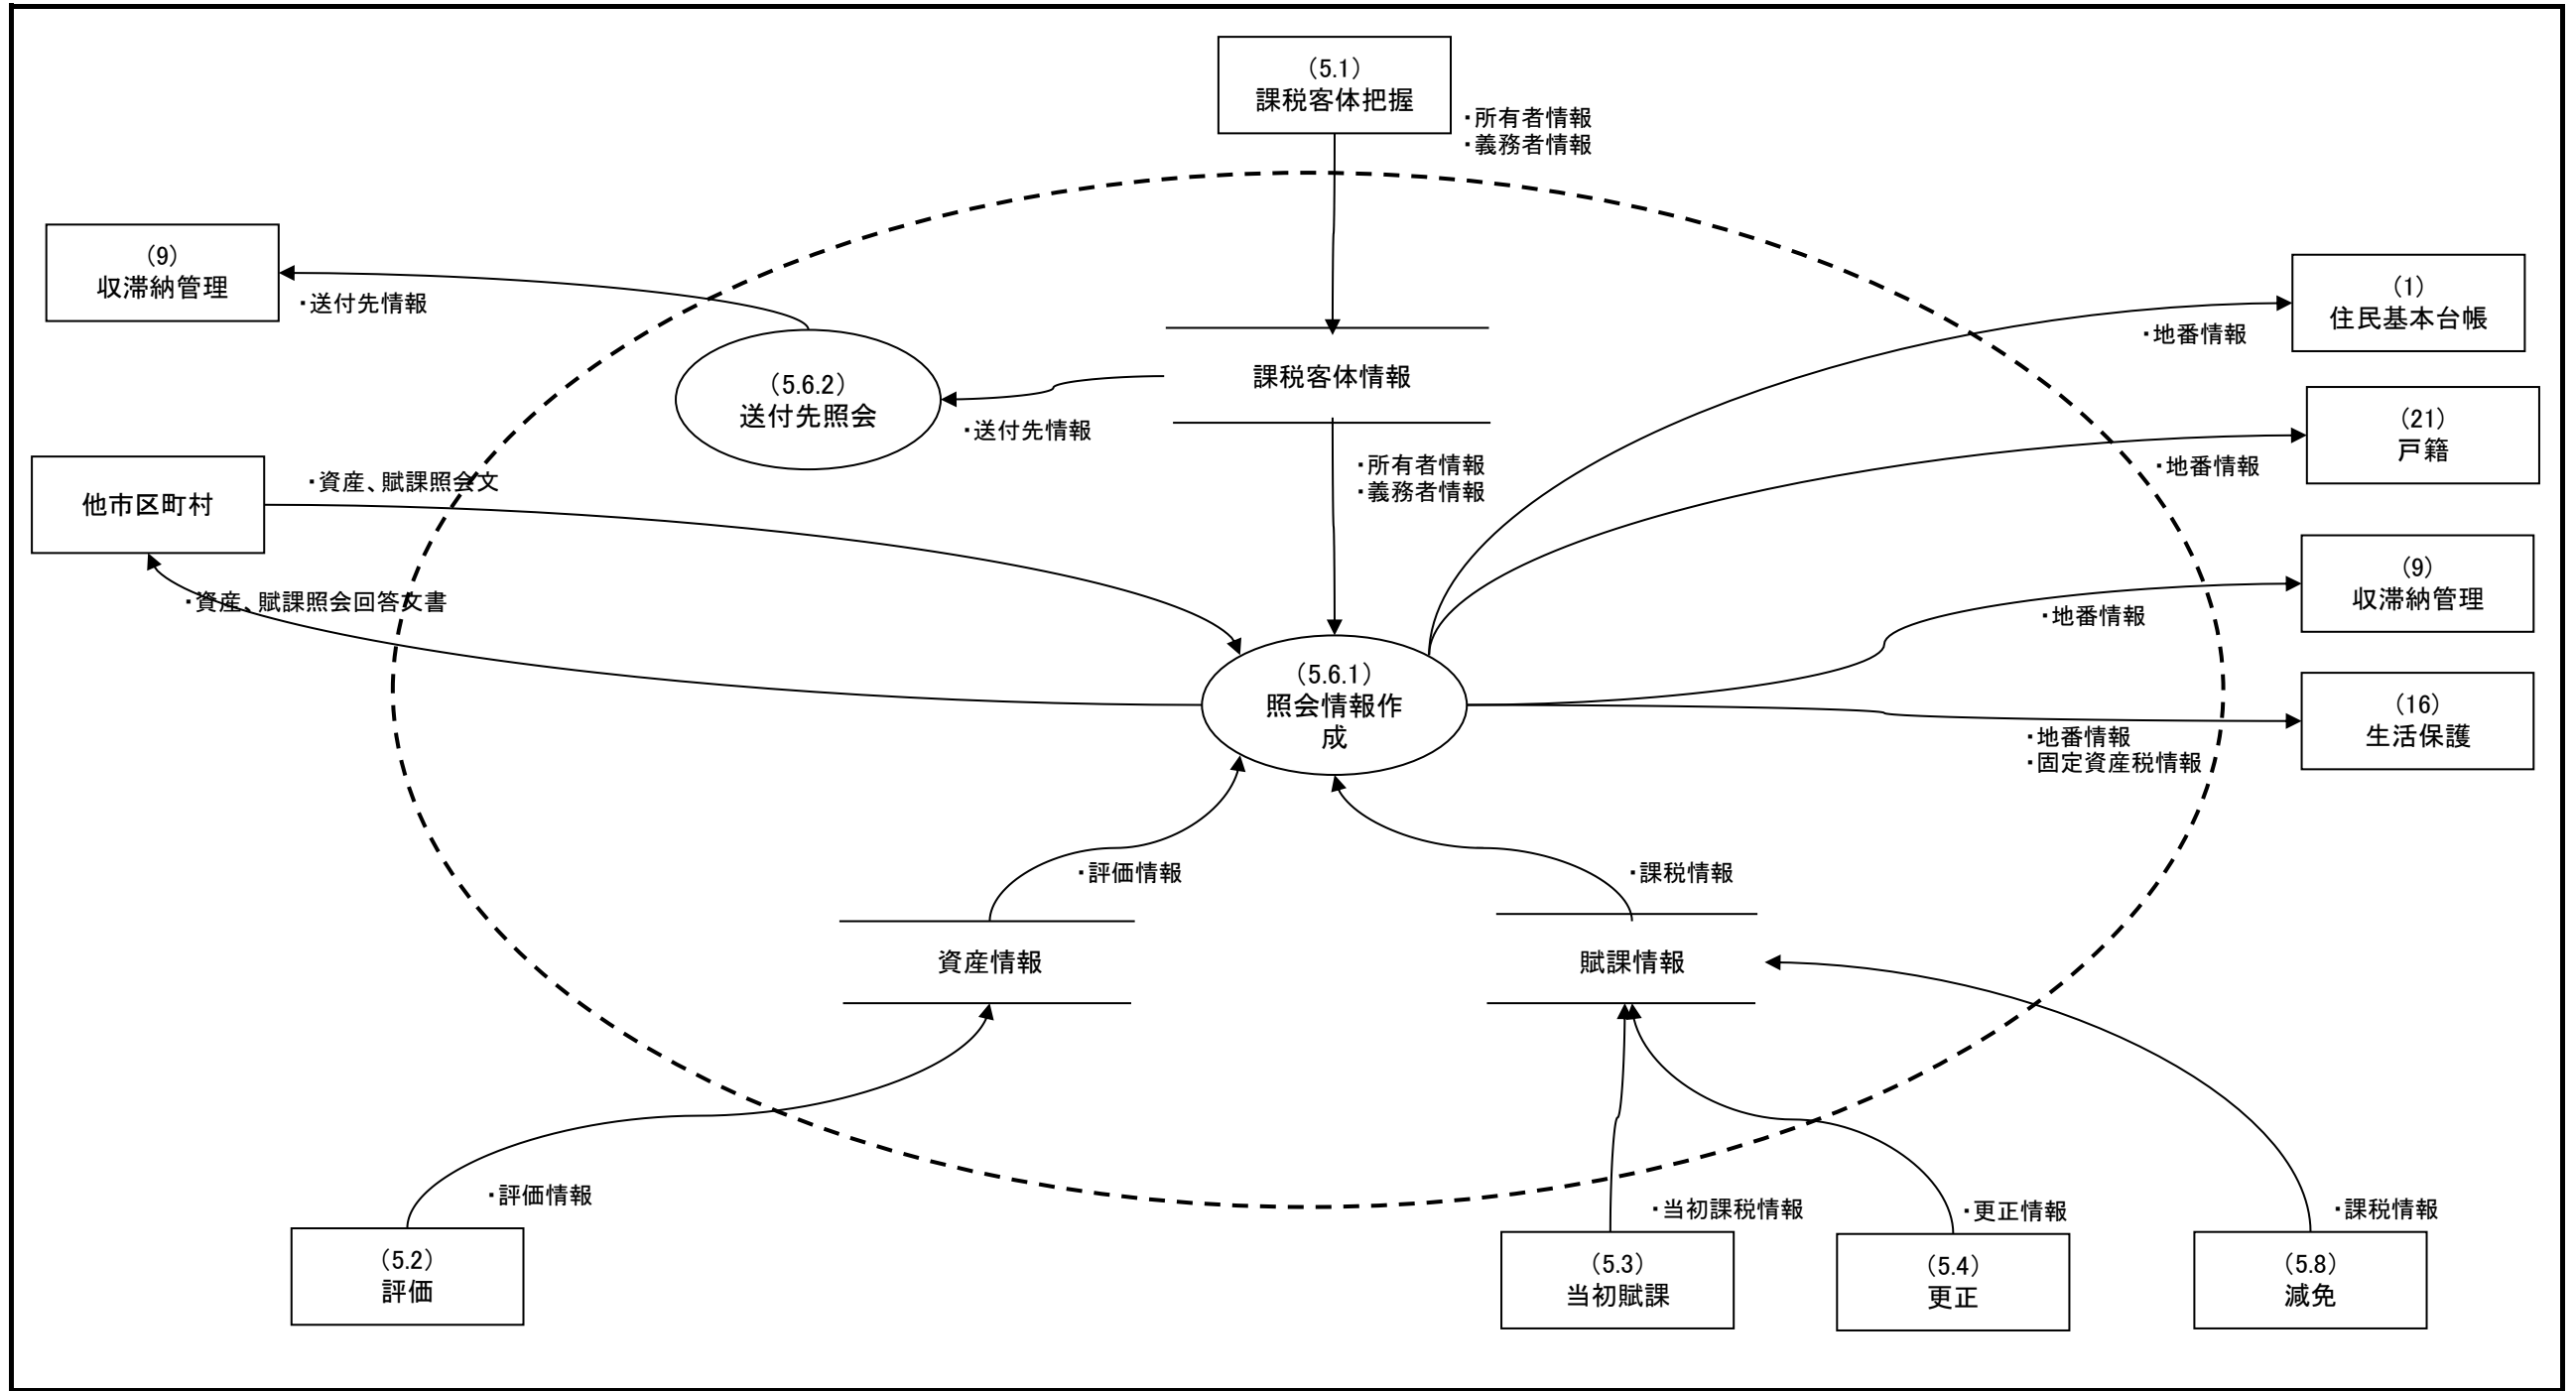 （5.1）
課税客体把握
・所有者情報
・義務者情報
（9）
収滞納管理
・送付先情報
（1）
住民基本台帳
・地番情報
（5.6.2）
送付先照会
課税客体情報
・送付先情報
（21）
戸籍
・地番情報
他市区町村
・資産、賦課照会文
・所有者情報
・義務者情報
・資産、賦課照会回答文書
（9）
収滞納管理
・地番情報
（5.6.1）
照会情報作
成
（16）
生活保護
・地番情報
・固定資産税情報
・評価情報
・課税情報
資産情報
賦課情報
・評価情報
（5.2）
評価
・当初課税情報
（5.3）
当初賦課
・更正情報
（5.4）
更正
・課税情報
（5.8）
減免